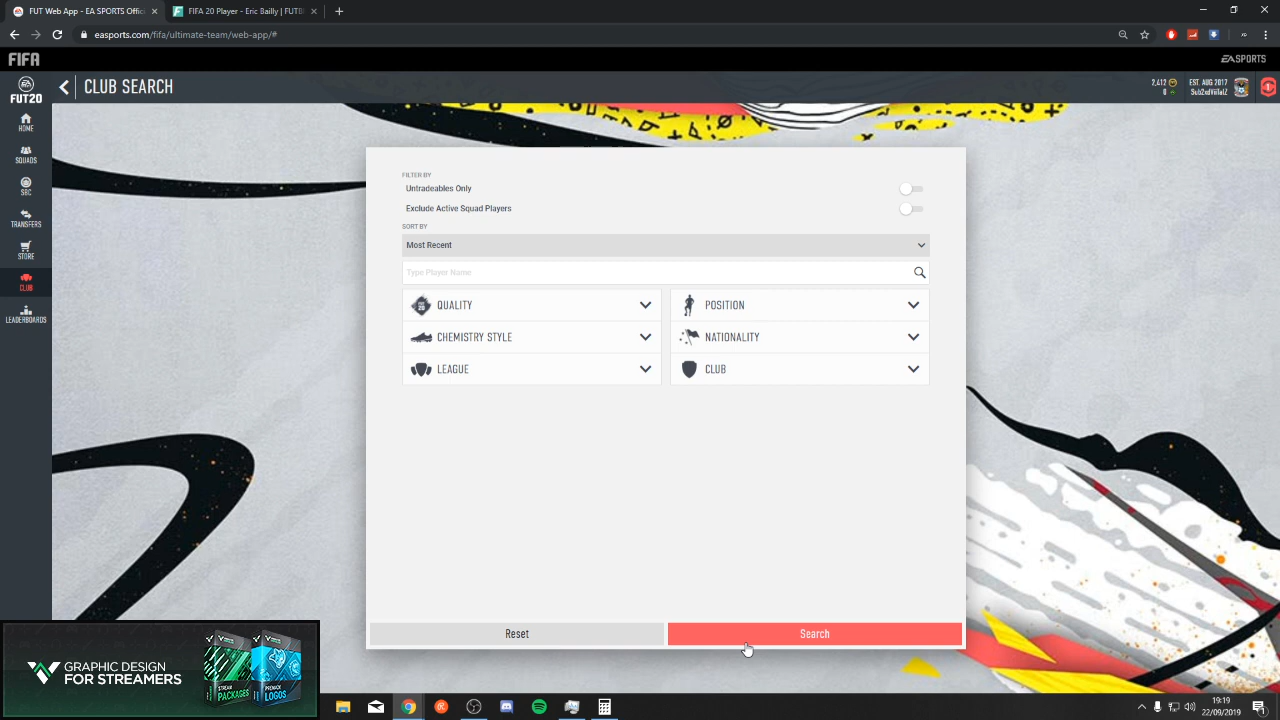 FUT Web App - EA Sports Official
FIFA 20 Player - Eric Bailly | FUTB
easports.com/fifa/ultimate-team/web-app/#
FIFA
EA SPORTS
FUT20
CLUB SEARCH
2,412
0
EST. AUG 2017
HOME
SQUADS
SBC
TRANSFERS
STORE
CLUB
LEADERBOARDS
FILTER BY
Untradeables Only
Exclude Active Squad Players
SORT BY
Most Recent
Type Player Name
QUALITY
POSITION
CHEMISTRY STYLE
NATIONALITY
LEAGUE
CLUB
Reset
Search
GRAPHIC DESIGN
FOR STREAMERS
STREAM
PACKAGES
PREMADE
LOGOS
19:19
22/09/2019